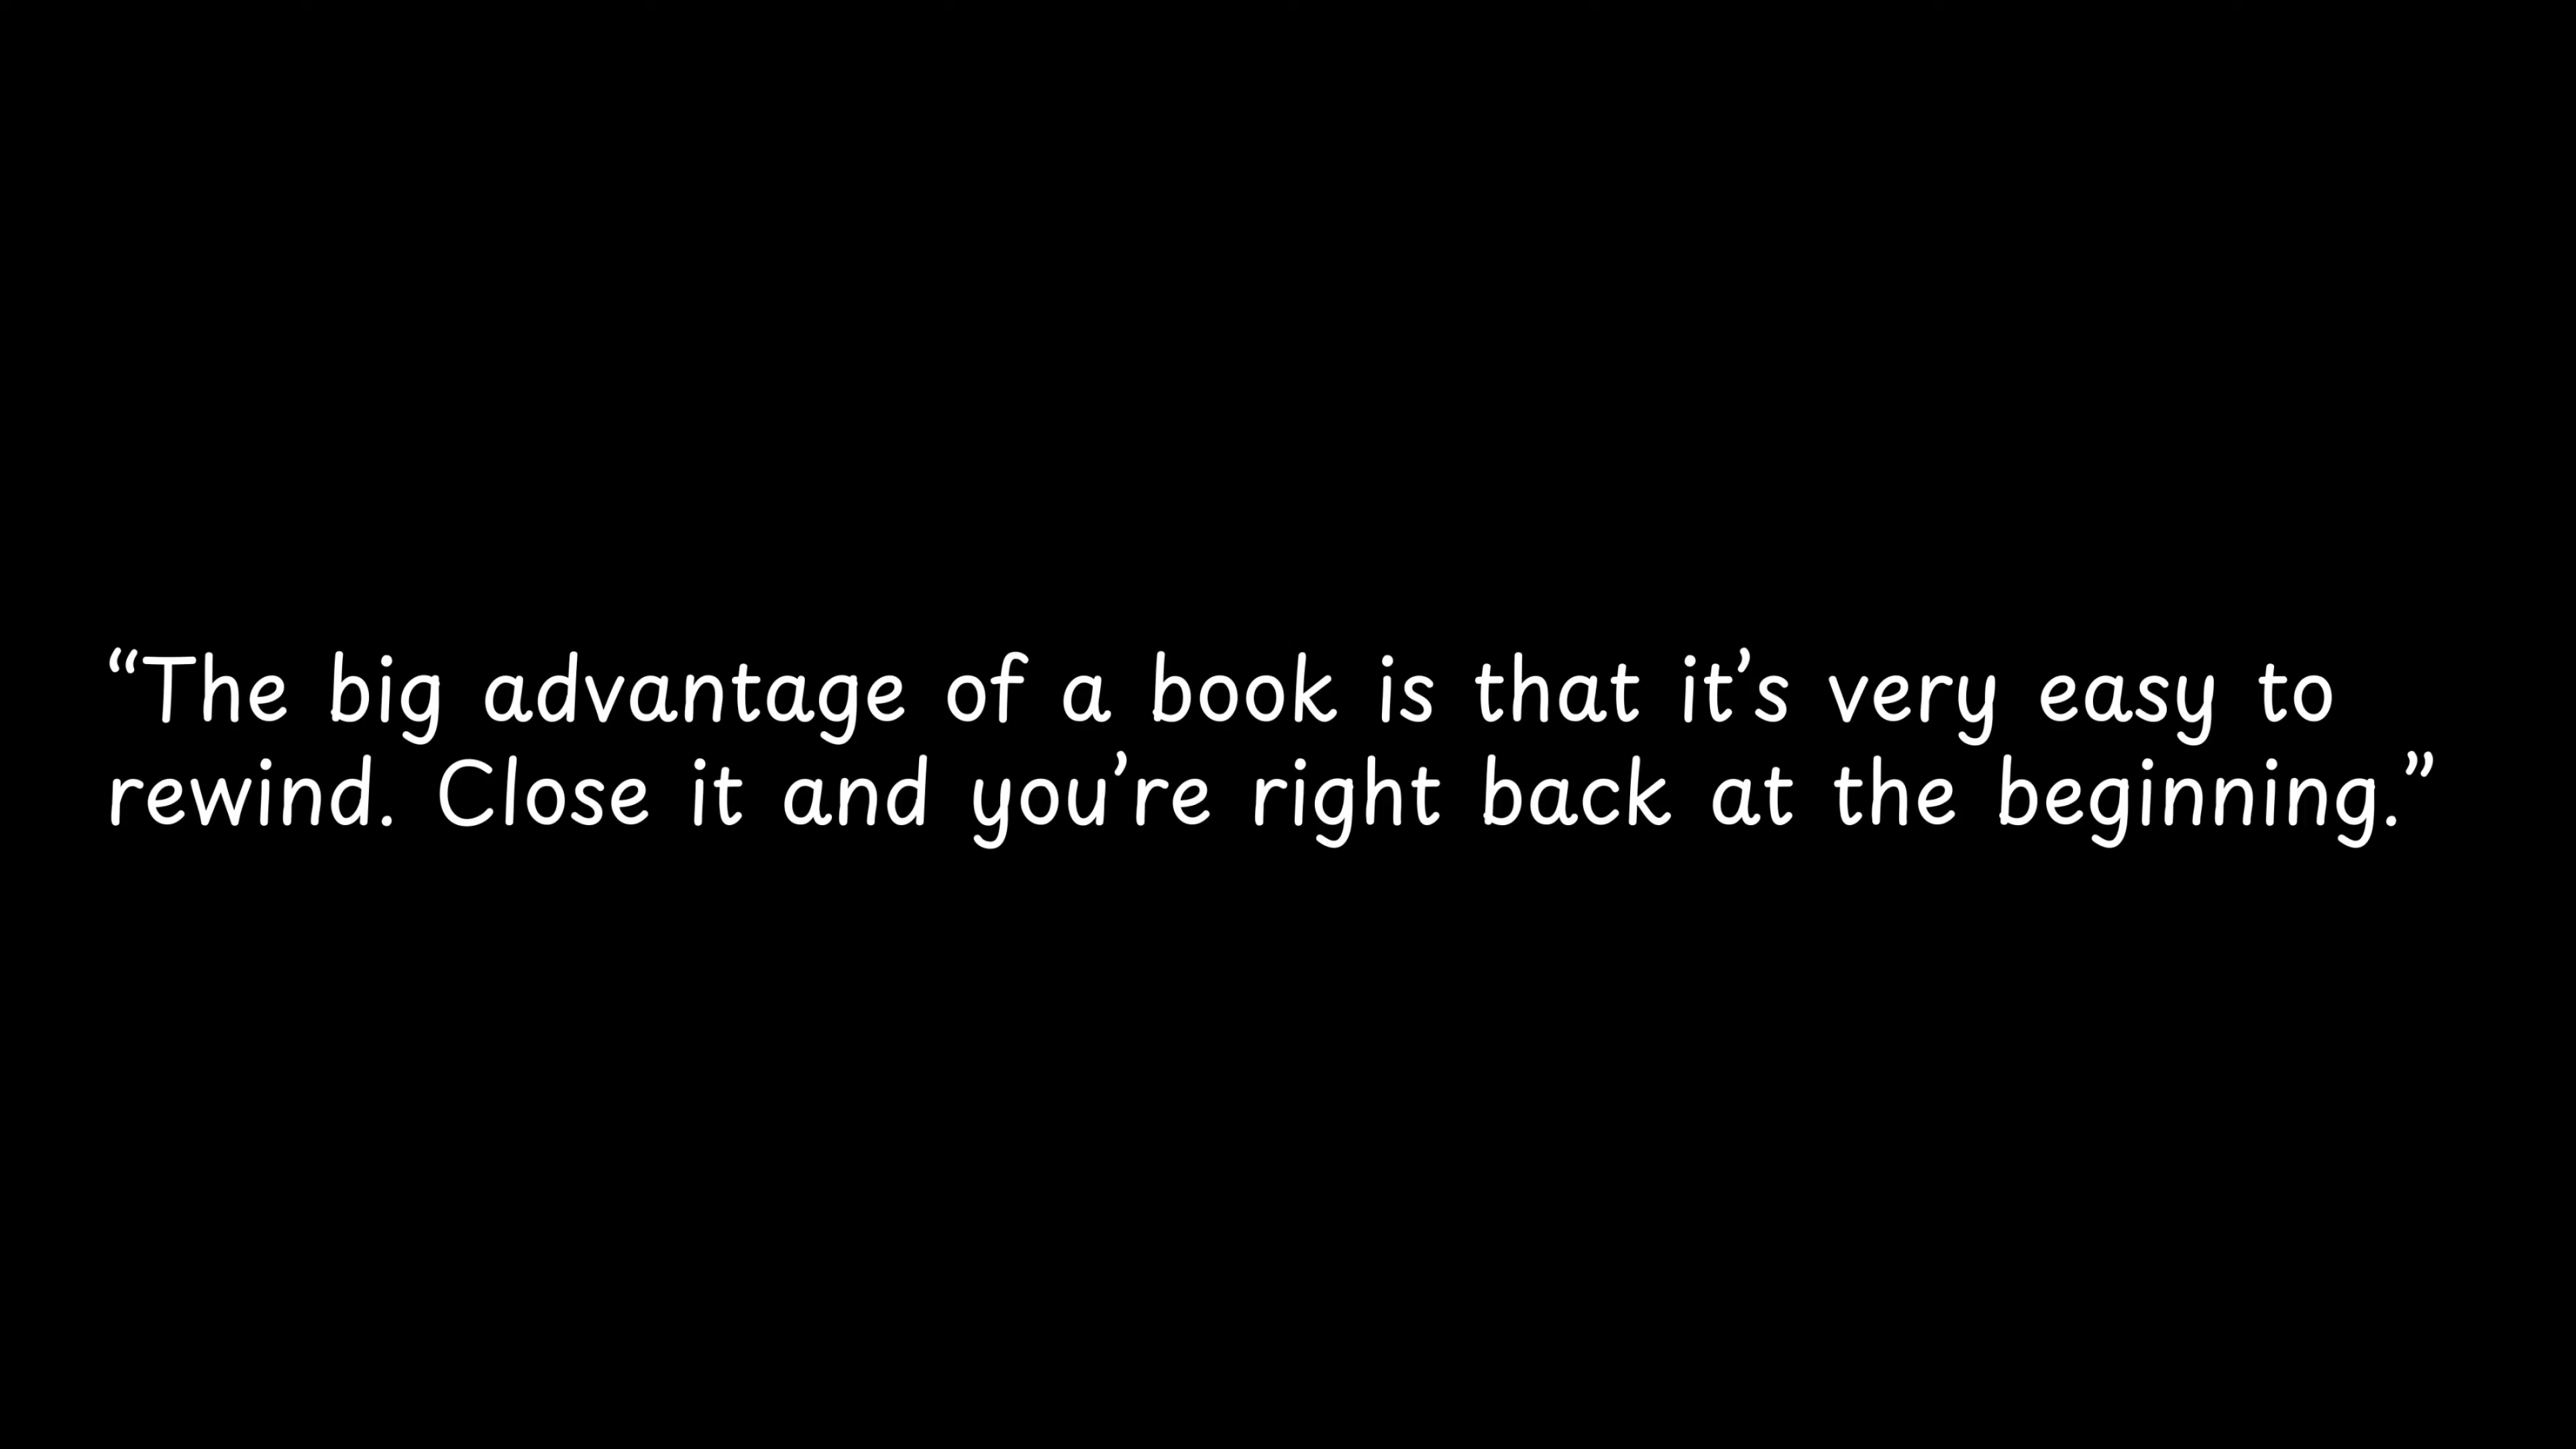 “The big advantage of a book is that it’s very easy to
rewind. Close it and you’re right back at the beginning.”